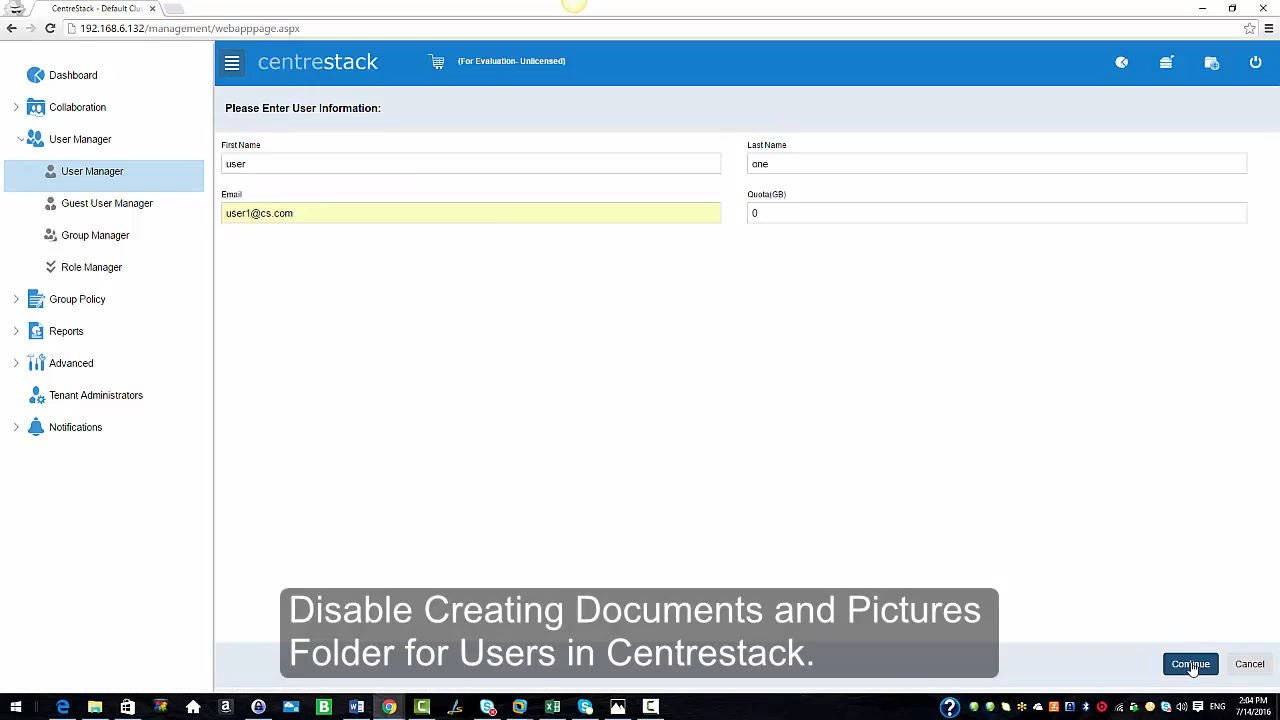 CentreStack - Default Clus
192.168.6.132/management/webapppage.aspx
centrestack
(For Evaluation- Unlicensed)
Dashboard
Collaboration
User Manager
User Manager
Guest User Manager
Group Manager
Role Manager
Group Policy
Reports
Advanced
Tenant Administrators
Notifications
Please Enter User Information:
First Name
Last Name
user
one
Email
Quota(GB)
user1@cs.com
0
Disable Creating Documents and Pictures
Folder for Users in Centrestack.
Continue
Cancel
ENG
2:04 PM
7/14/2016